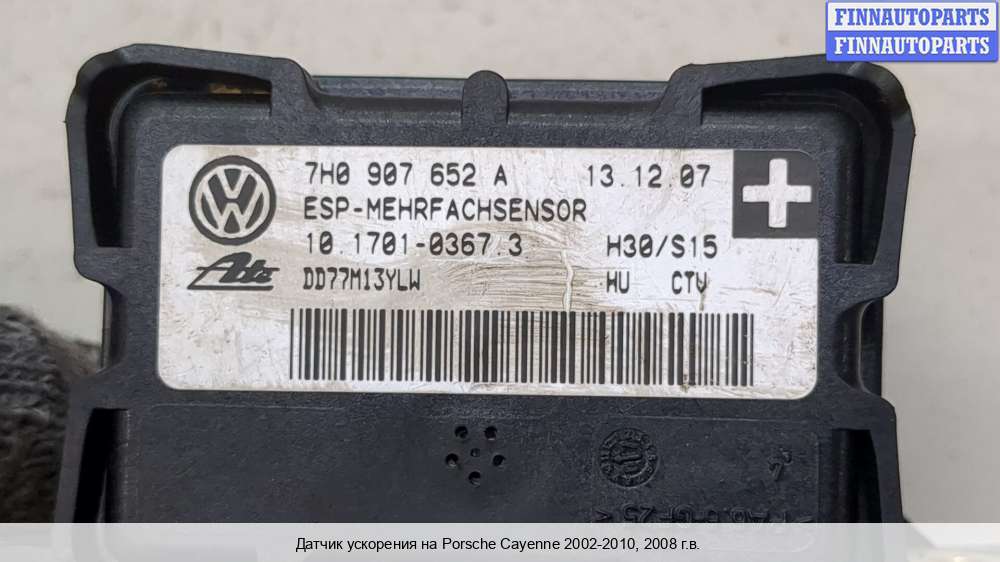 FINNAUTOPARTS
FINNAUTOPARTS
7H0 907 652 A 13.12.07
ESP-MEHRFACHSENSOR
10.1701-0367.3 H30/S15
Ate DD77M13YLW HU CTV
Датчик ускорения на Porsche Cayenne 2002-2010, 2008 г.в.